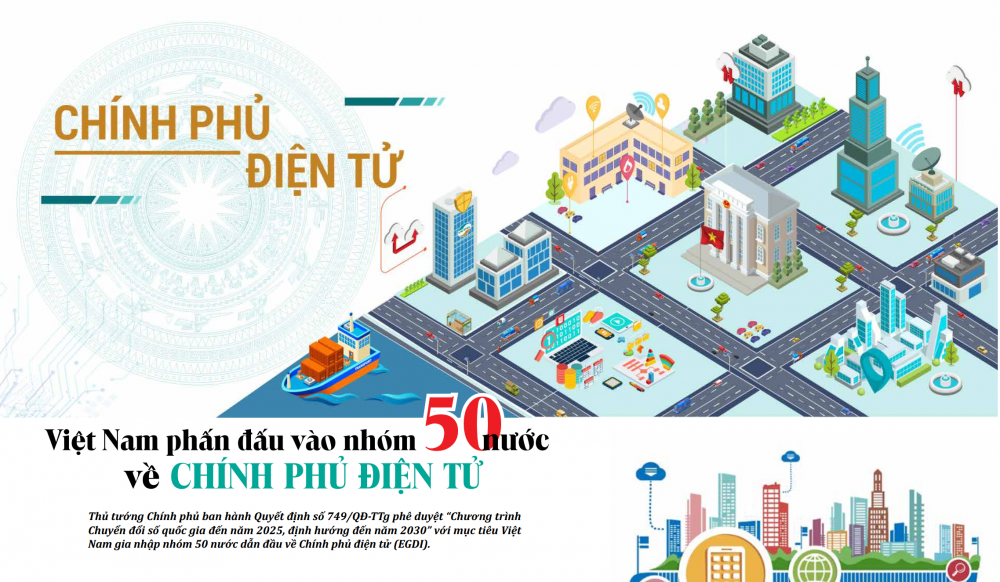 CHÍNH PHỦ
ĐIỆN TỬ
Việt Nam phấn đấu vào nhóm 50 nước
về CHÍNH PHỦ ĐIỆN TỬ
Thủ tướng Chính phủ ban hành Quyết định số 749/QĐ-TTg phê duyệt “Chương trình
Chuyển đổi số quốc gia đến năm 2025, định hướng đến năm 2030” với mục tiêu Việt
Nam gia nhập nhóm 50 nước dẫn đầu về Chính phủ điện tử (EGDI).